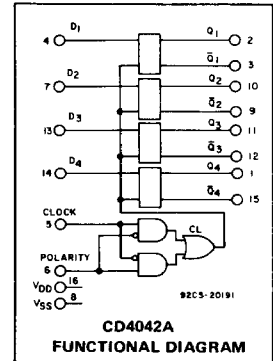 D1
4
Q1
2
Q̅1
3
D2
7
Q2
10
Q̅2
9
D3
13
Q3
11
Q̅3
12
D4
14
Q4
1
Q̅4
15
CLOCK
5
CL
POLARITY
6
VDD 16
VSS 8
92CS-20191
CD4042A
FUNCTIONAL DIAGRAM